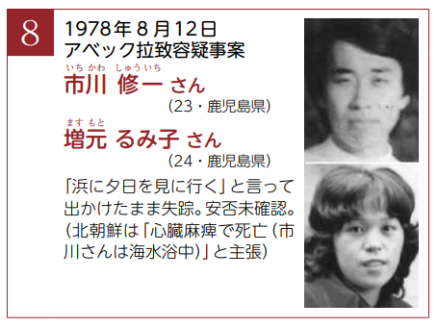 8
1978年8月12日
アベック拉致容疑事案
いち かわ しゅういち
市川 修一 さん
(23・鹿児島県)
ます もと
増元 るみ子 さん
(24・鹿児島県)
「浜に夕日を見に行く」と言って
出かけたまま失踪。安否未確認。
(北朝鮮は「心臓麻痺で死亡(市
川さんは海水浴中)」と主張)